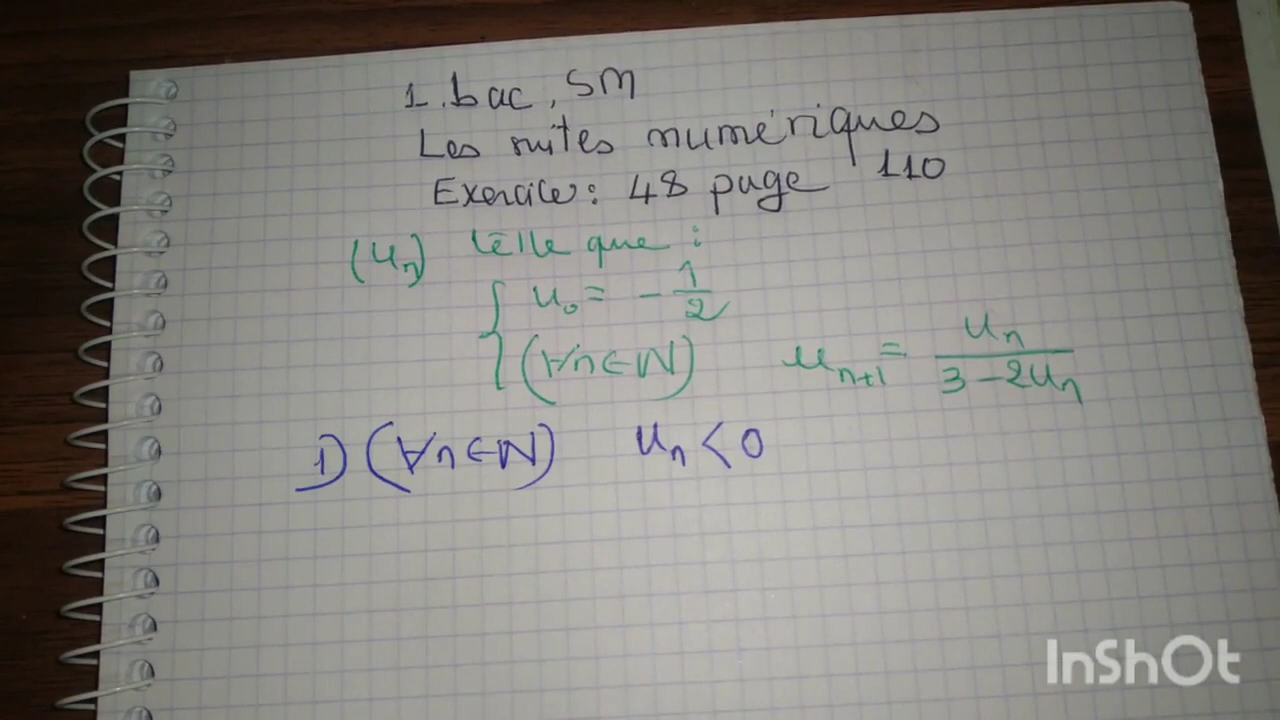 1. bac, SM
Les suites numériques
Exercice: 48 page 110
(Un) telle que :
{ u₀ = - 1/2
{ (∀n∈ℕ) u_{n+1} = Un / (3 - 2Un)
1) (∀n∈ℕ) Un < 0
InShOt